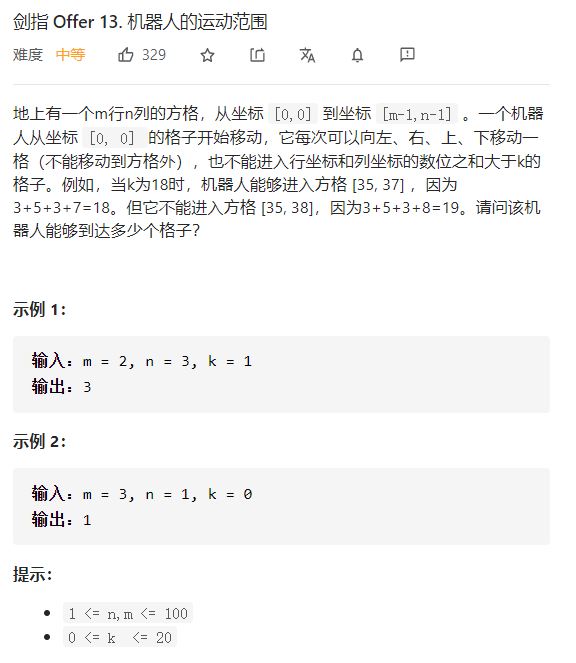 剑指 Offer 13. 机器人的运动范围
难度 中等 329
地上有一个m行n列的方格，从坐标 [0,0] 到坐标 [m-1,n-1] 。一个机器
人从坐标 [0, 0] 的格子开始移动，它每次可以向左、右、上、下移动一
格（不能移动到方格外），也不能进入行坐标和列坐标的数位之和大于k的
格子。例如，当k为18时，机器人能够进入方格 [35, 37] ，因为
3+5+3+7=18。但它不能进入方格 [35, 38]，因为3+5+3+8=19。请问该机
器人能够到达多少个格子？
示例 1：
输入：m = 2, n = 3, k = 1
输出：3
示例 2：
输入：m = 3, n = 1, k = 0
输出：1
提示：
1 <= n,m <= 100
0 <= k <= 20